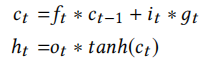 c_t = f_t * c_{t-1} + i_t * g_t
h_t = o_t * tanh(c_t)